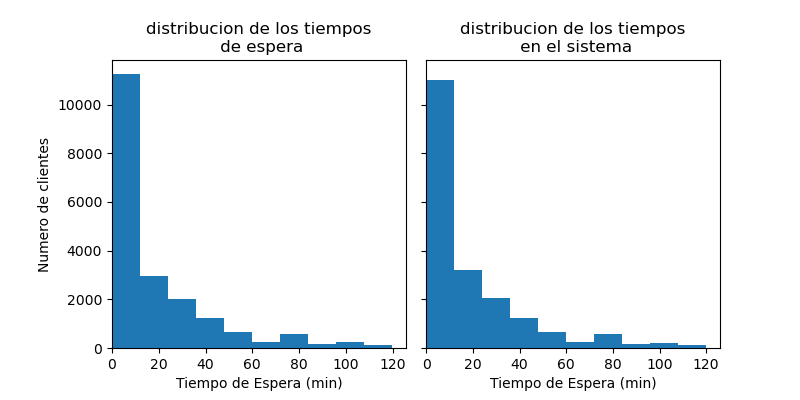 distribucion de los tiempos
de espera
distribucion de los tiempos
en el sistema
Numero de clientes
10000
8000
6000
4000
2000
0
0 20 40 60 80 100 120
0 20 40 60 80 100 120
Tiempo de Espera (min)
Tiempo de Espera (min)